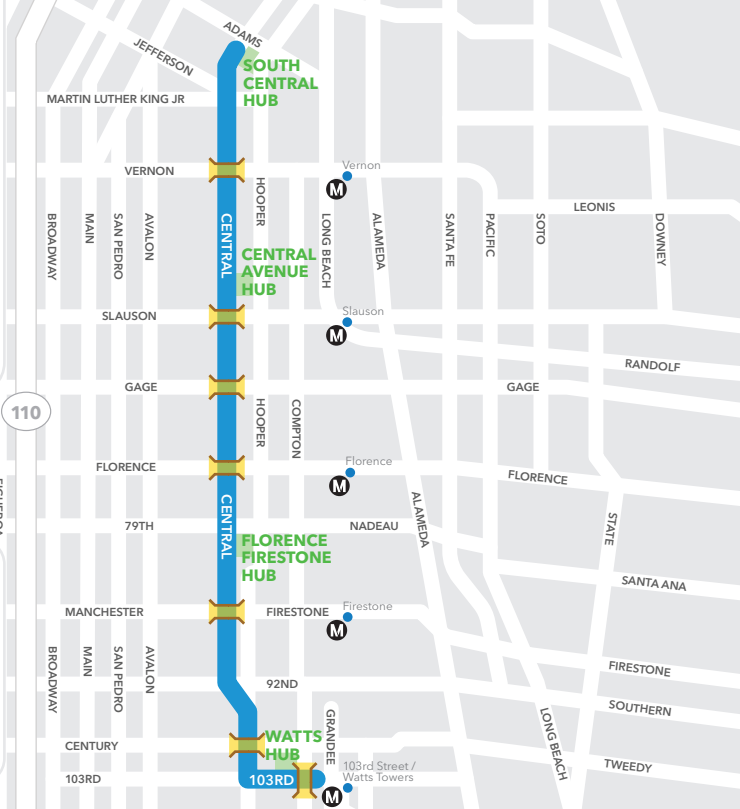 ADAMS
JEFFERSON
SOUTH
CENTRAL
HUB
MARTIN LUTHER KING JR
VERNON
Vernon
M
HOOPER
LEONIS
BROADWAY
MAIN
SAN PEDRO
AVALON
CENTRAL
LONG BEACH
ALAMEDA
SANTA FE
PACIFIC
SOTO
DOWNEY
CENTRAL
AVENUE
HUB
SLAUSON
Slauson
M
RANDOLF
GAGE
GAGE
110
HOOPER
COMPTON
FLORENCE
Florence
M
FLORENCE
CENTRAL
ALAMEDA
79TH
NADEAU
STATE
FLORENCE
FIRESTONE
HUB
SANTA ANA
MANCHESTER
FIRESTONE
Firestone
M
BROADWAY
MAIN
SAN PEDRO
AVALON
FIRESTONE
92ND
SOUTHERN
GRANDEE
LONG BEACH
WATTS
HUB
CENTURY
103RD
103RD
103rd Street /
Watts Towers
M
TWEEDY